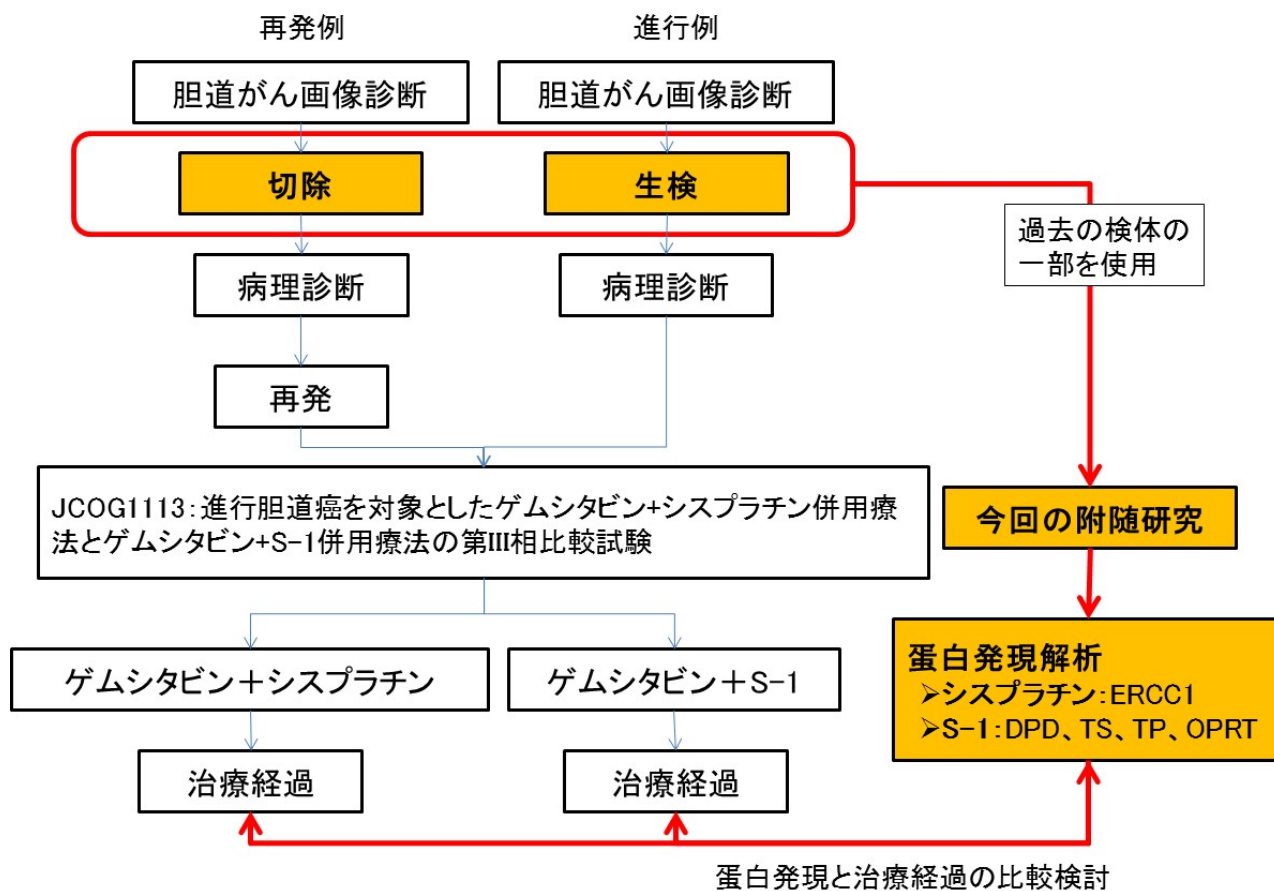 再発例
進行例
胆道がん画像診断
胆道がん画像診断
切除
生検
過去の検体の
一部を使用
病理診断
病理診断
再発
JCOG1113:進行胆道癌を対象としたゲムシタビン+シスプラチン併用療
法とゲムシタビン+S-1併用療法の第III相比較試験
今回の附随研究
ゲムシタビン+シスプラチン
ゲムシタビン+S-1
蛋白発現解析
➢シスプラチン:ERCC1
➢S-1:DPD、TS、TP、OPRT
治療経過
治療経過
蛋白発現と治療経過の比較検討